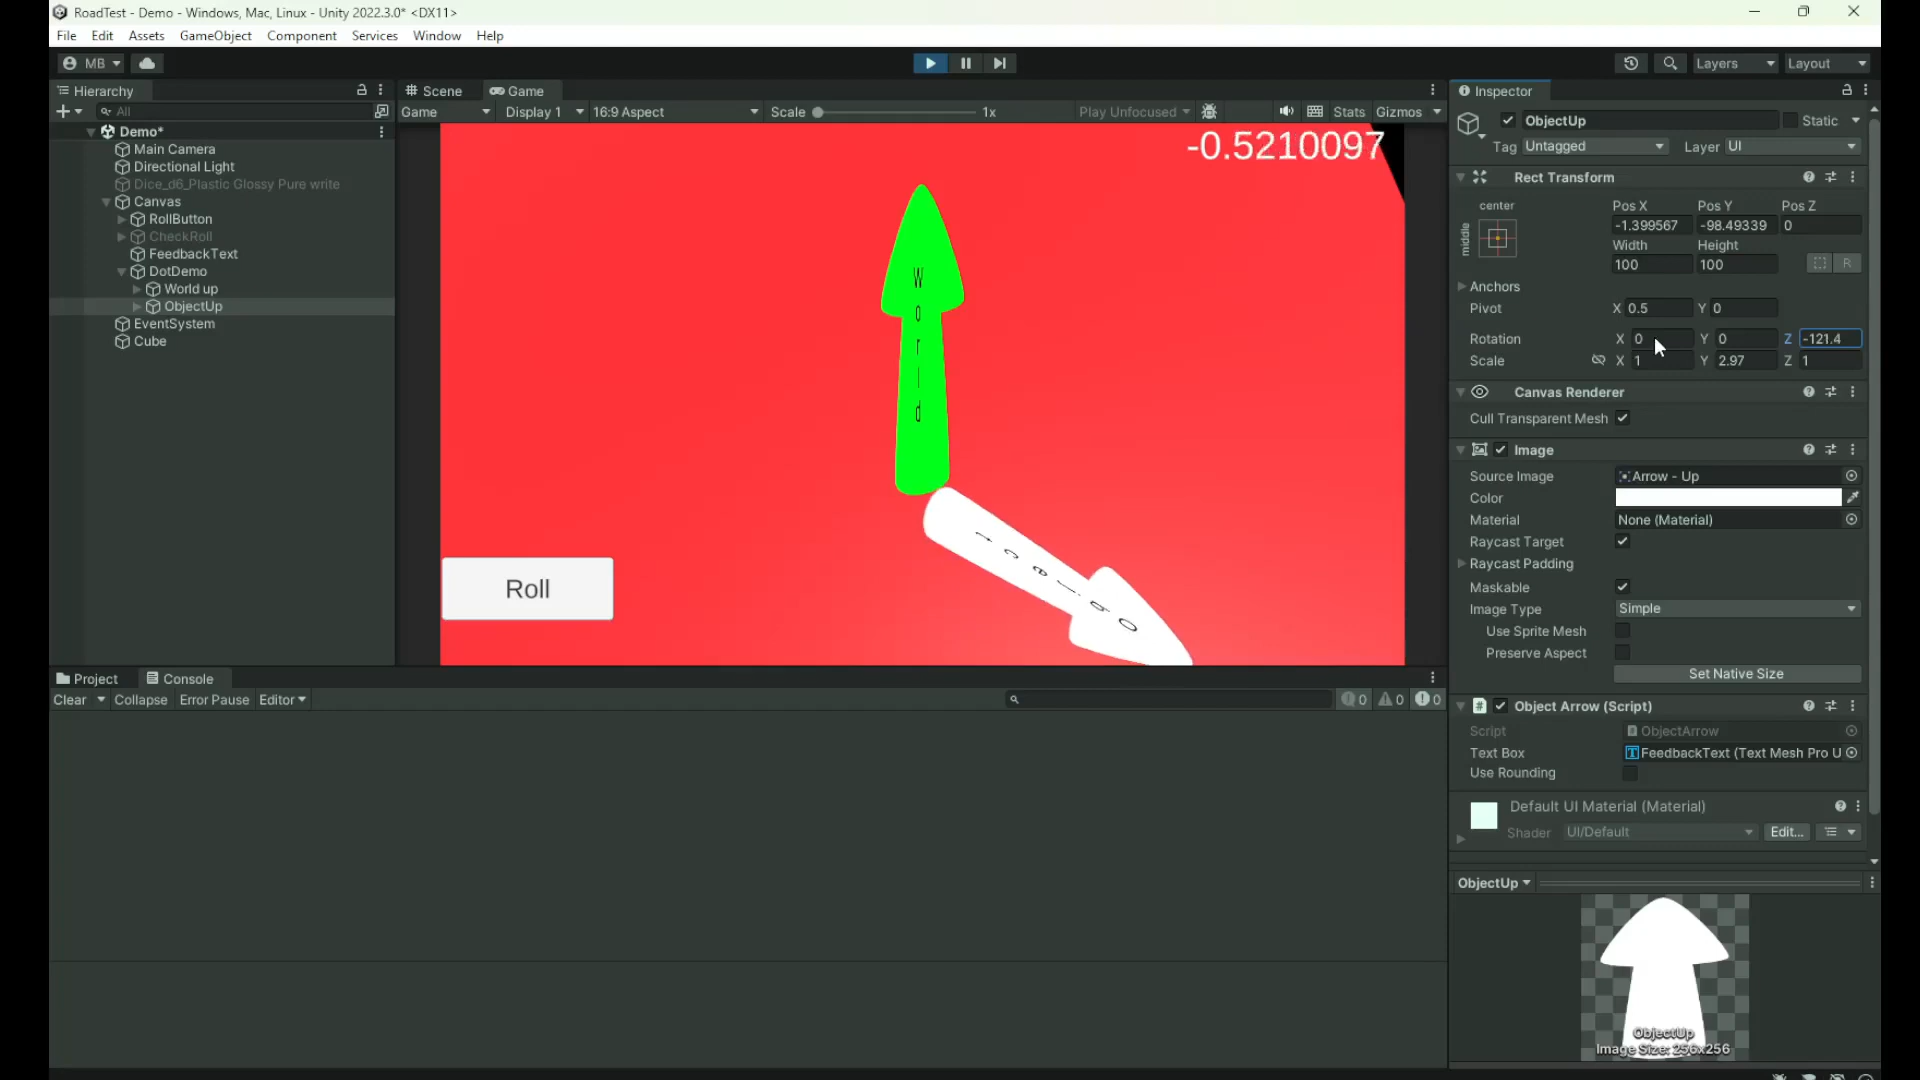 RoadTest - Demo - Windows, Mac, Linux - Unity 2022.3.0* <DX11>
File Edit Assets GameObject Component Services Window Help
MB Layers Layout
Hierarchy
All
Demo*
Main Camera
Directional Light
Dice_d6_Plastic Glossy Pure write
Canvas
RollButton
CheckRoll
FeedbackText
DotDemo
World up
ObjectUp
EventSystem
Cube
Scene Game
Game Display 1 16:9 Aspect Scale 1x Play Unfocused Stats Gizmos
-0.5210097
World
Object
Roll
Project Console
Clear Collapse Error Pause Editor
0 0 0
Inspector
ObjectUp Static
Tag Untagged Layer UI
Rect Transform
center
middle
Pos X Pos Y Pos Z
-1.399567 -98.49339 0
Width Height
100 100 R
Anchors
Pivot X 0.5 Y 0
Rotation X 0 Y 0 Z -121.4
Scale X 1 Y 2.97 Z 1
Canvas Renderer
Cull Transparent Mesh
Image
Source Image Arrow - Up
Color
Material None (Material)
Raycast Target
Raycast Padding
Maskable
Image Type Simple
Use Sprite Mesh
Preserve Aspect
Set Native Size
# Object Arrow (Script)
Script ObjectArrow
Text Box FeedbackText (Text Mesh Pro U
Use Rounding
Default UI Material (Material)
Shader UI/Default Edit...
ObjectUp
ObjectUp
Image Size: 256x256